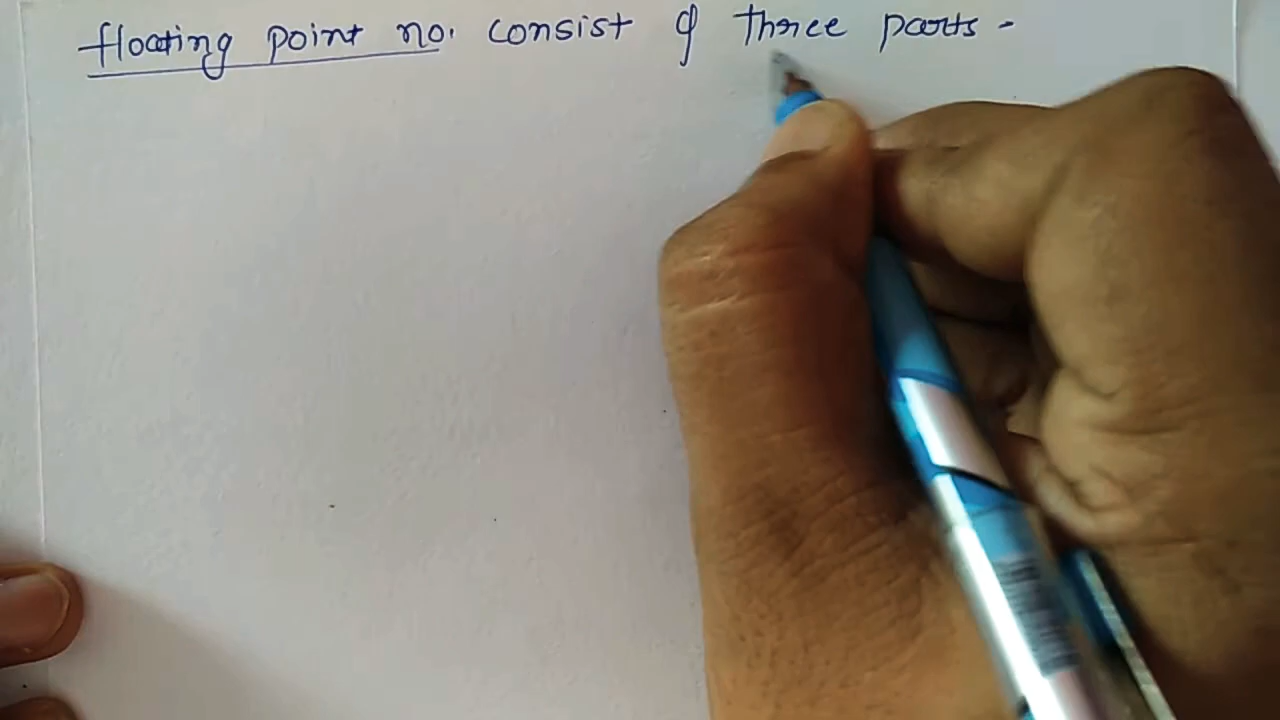 floating point no. consist of three parts -